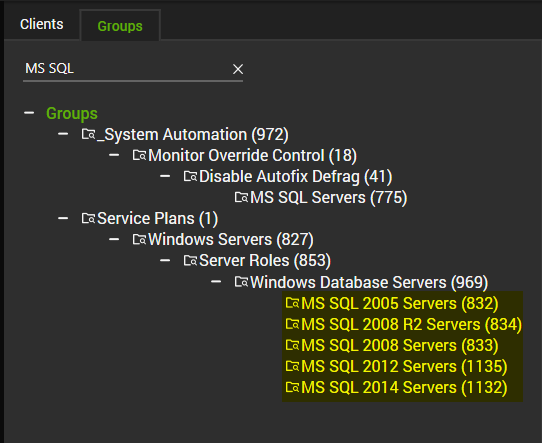 Clients Groups
MS SQL
Groups
_System Automation (972)
Monitor Override Control (18)
Disable Autofix Defrag (41)
MS SQL Servers (775)
Service Plans (1)
Windows Servers (827)
Server Roles (853)
Windows Database Servers (969)
MS SQL 2005 Servers (832)
MS SQL 2008 R2 Servers (834)
MS SQL 2008 Servers (833)
MS SQL 2012 Servers (1135)
MS SQL 2014 Servers (1132)